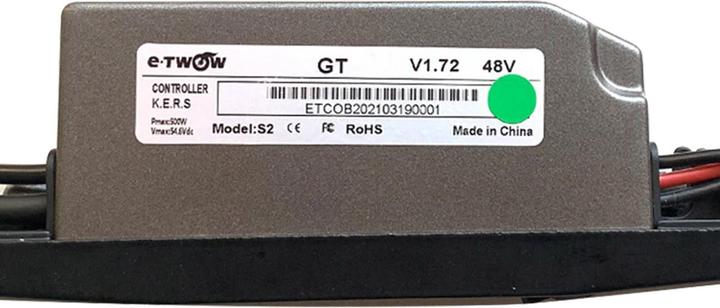 e-TWOW GT V1.72 48V
CONTROLLER
K.E.R.S
ETCOB202103190001
Pmax:500W
Vmax:54.6Vdc
Model:S2 CE FC RoHS Made in China